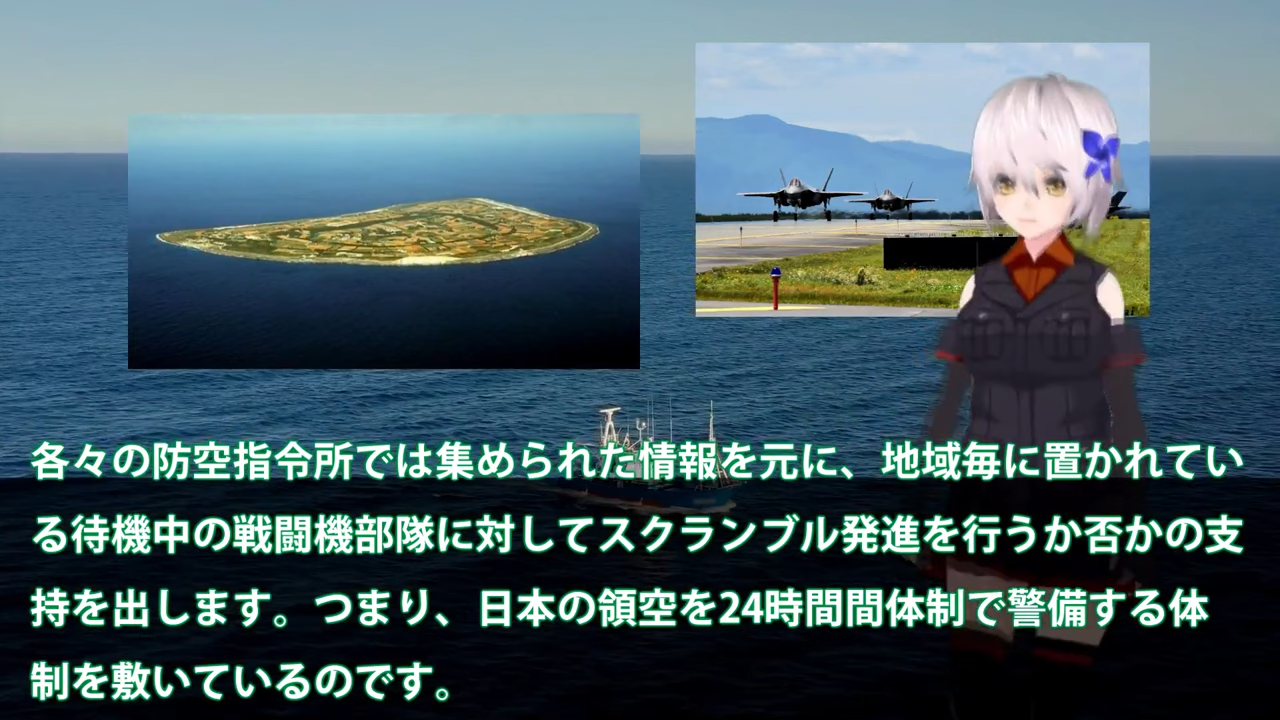 各々の防空指令所では集められた情報を元に、地域毎に置かれてい
る待機中の戦闘機部隊に対してスクランブル発進を行うか否かの支
持を出します。つまり、日本の領空を24時間間体制で警備する体
制を敷いているのです。